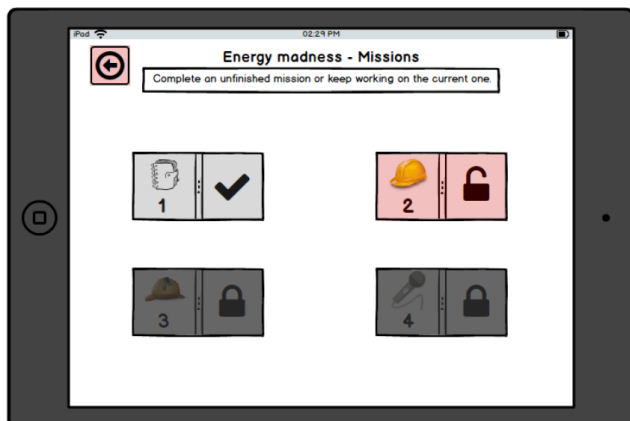 iPod 02:29 PM
Energy madness - Missions
Complete an unfinished mission or keep working on the current one.
1
2
3
4